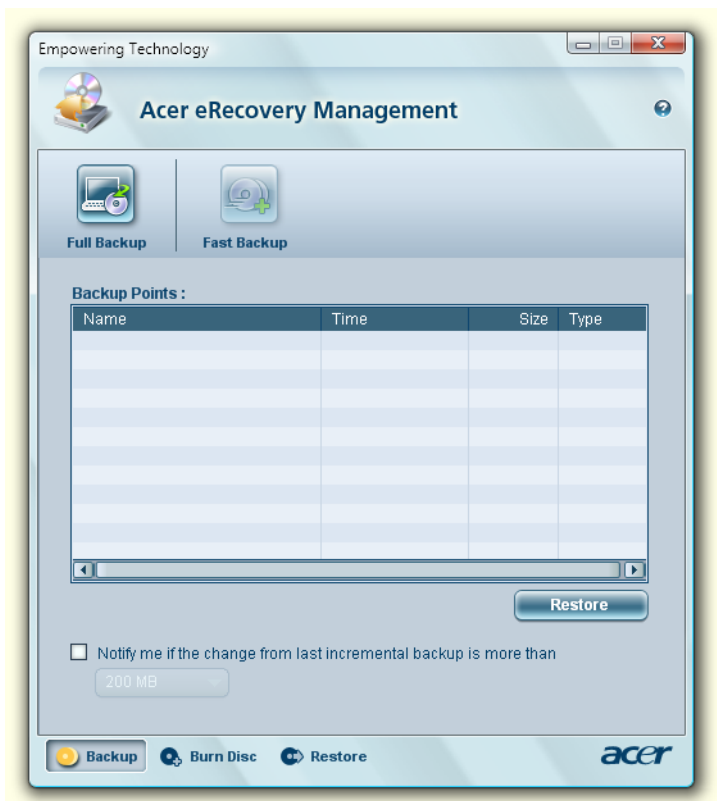 Empowering Technology
Acer eRecovery Management
Full Backup
Fast Backup
Backup Points :
Name Time Size Type
Restore
Notify me if the change from last incremental backup is more than
200 MB
Backup Burn Disc Restore acer